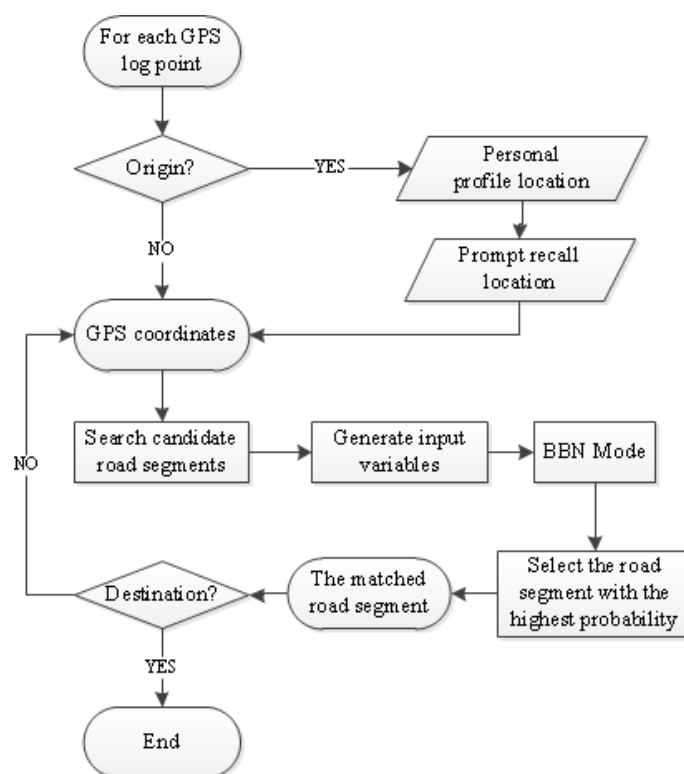 For each GPS
log point
Origin?
YES
Personal
profile location
NO
Prompt recall
location
GPS coordinates
Search candidate
road segments
Generate input
variables
BBN Mode
NO
Destination?
The matched
road segment
Select the road
segment with the
highest probability
YES
End